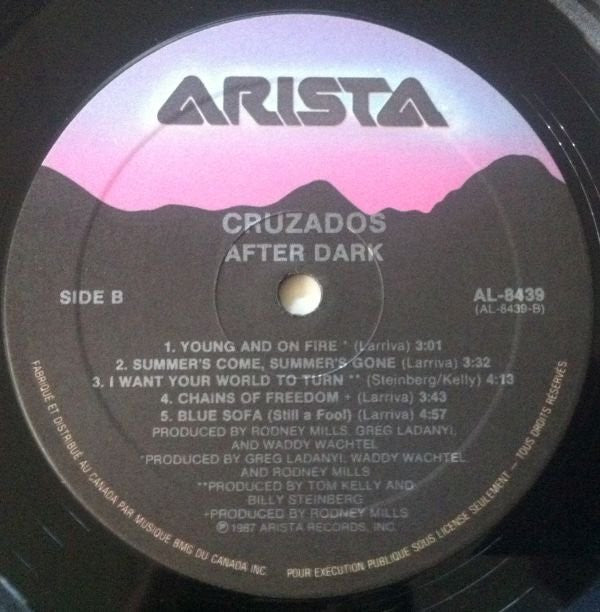 ARISTA
CRUZADOS
AFTER DARK
SIDE B
AL-8439
(AL-8439-B)
1. YOUNG AND ON FIRE * (Larriva) 3:01
2. SUMMER'S COME, SUMMER'S GONE (Larriva) 3:32
3. I WANT YOUR WORLD TO TURN ** (Steinberg/Kelly) 4:13
4. CHAINS OF FREEDOM + (Larriva) 3:43
5. BLUE SOFA (Still a Fool) (Larriva) 4:57
PRODUCED BY RODNEY MILLS, GREG LADANYI,
AND WADDY WACHTEL
*PRODUCED BY GREG LADANYI, WADDY WACHTEL
AND RODNEY MILLS
**PRODUCED BY TOM KELLY AND
BILLY STEINBERG
+PRODUCED BY RODNEY MILLS
℗ 1987 ARISTA RECORDS, INC.
FABRIQUÉ ET DISTRIBUÉ AU CANADA PAR MUSIQUE BMG DU CANADA INC. POUR EXÉCUTION PUBLIQUE SOUS LICENSE SEULEMENT — TOUS DROITS RÉSERVÉS